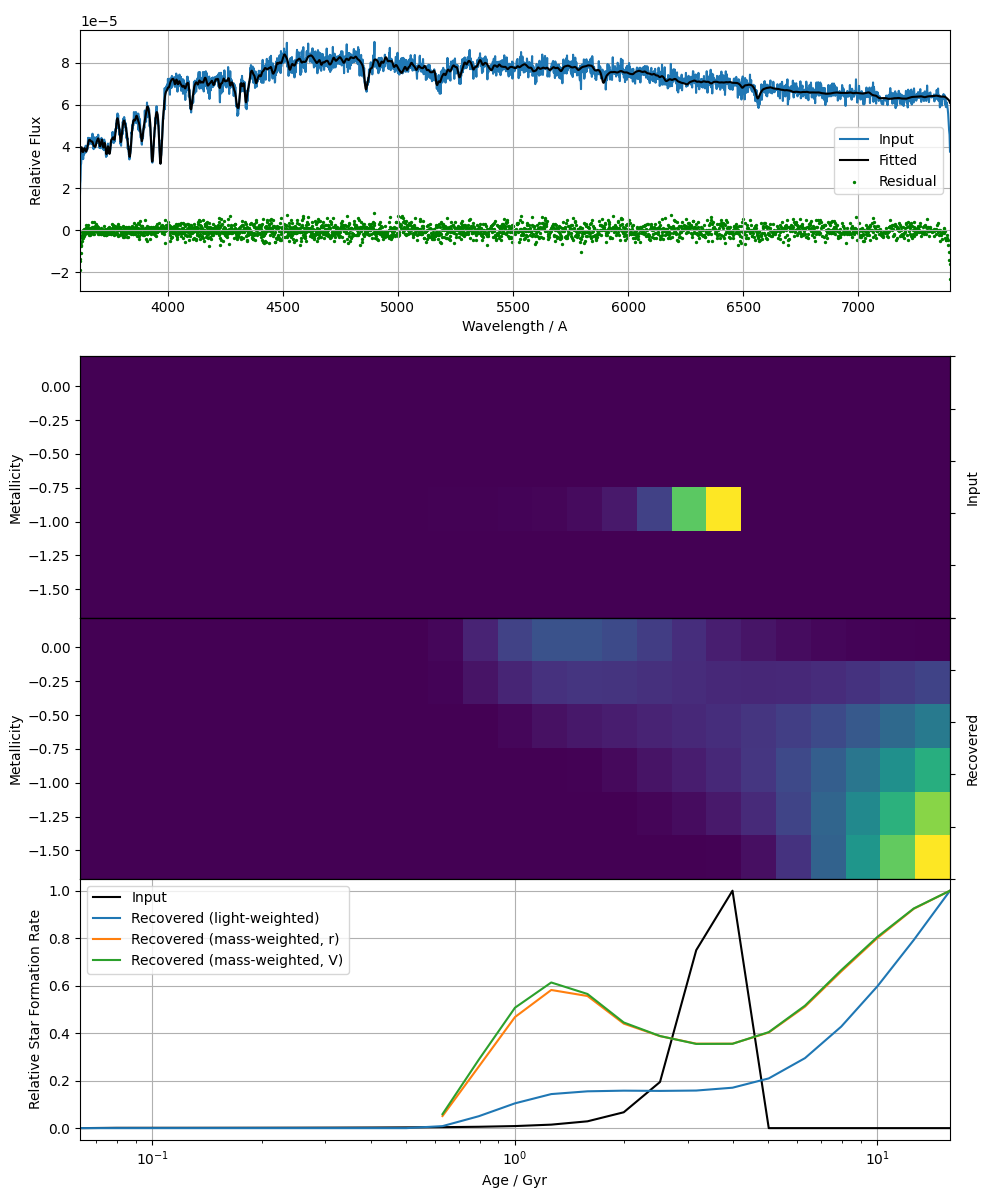 1e−5
8
6
4
2
0
−2
Relative Flux
Input
Fitted
Residual
4000 4500 5000 5500 6000 6500 7000
Wavelength / A
0.00
−0.25
−0.50
−0.75
−1.00
−1.25
−1.50
Metallicity
Input
0.00
−0.25
−0.50
−0.75
−1.00
−1.25
−1.50
Metallicity
Recovered
1.0
0.8
0.6
0.4
0.2
0.0
Relative Star Formation Rate
Input
Recovered (light-weighted)
Recovered (mass-weighted, r)
Recovered (mass-weighted, V)
10⁻¹ 10⁰ 10¹
Age / Gyr